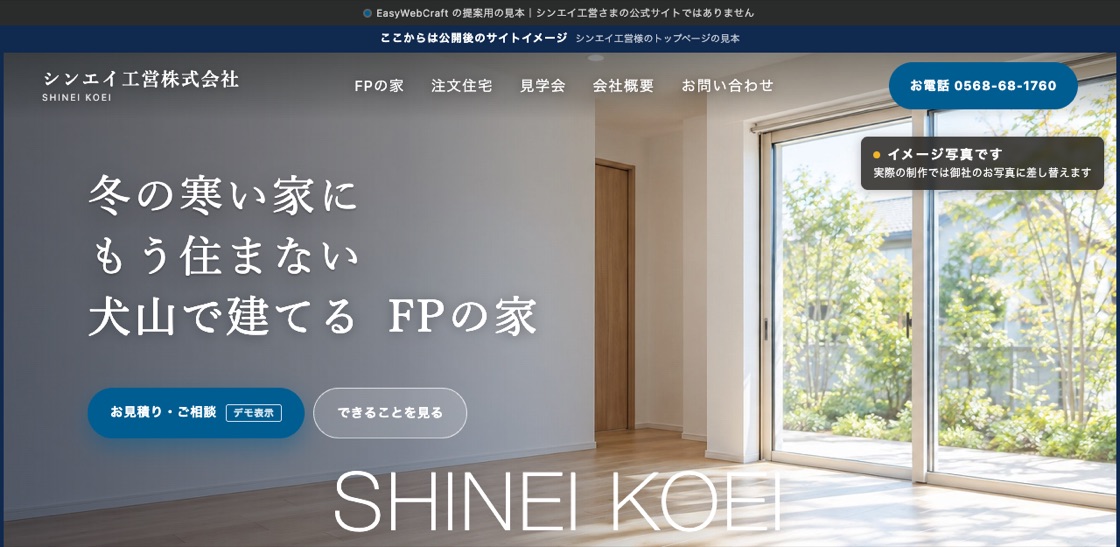 EasyWebCraft の提案用の見本｜シンエイ工営さまの公式サイトではありません
ここからは公開後のサイトイメージ シンエイ工営様のトップページの見本
シンエイ工営株式会社
SHINEI KOEI
FPの家 注文住宅 見学会 会社概要 お問い合わせ
お電話 0568-68-1760
イメージ写真です
実際の制作では御社のお写真に差し替えます
冬の寒い家に
もう住まない
犬山で建てる FPの家
お見積り・ご相談 デモ表示
できることを見る
SHINEI KOEI